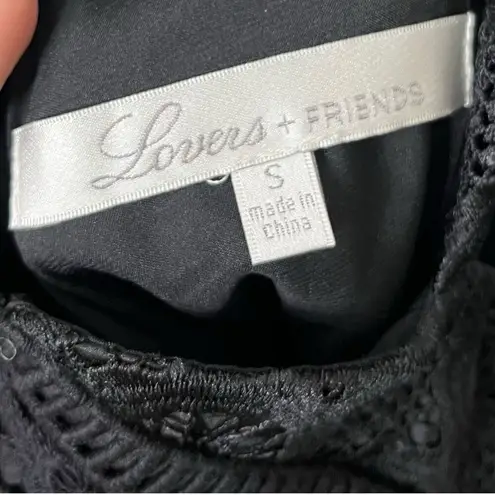 Lovers + FRIENDS
S
made in
China